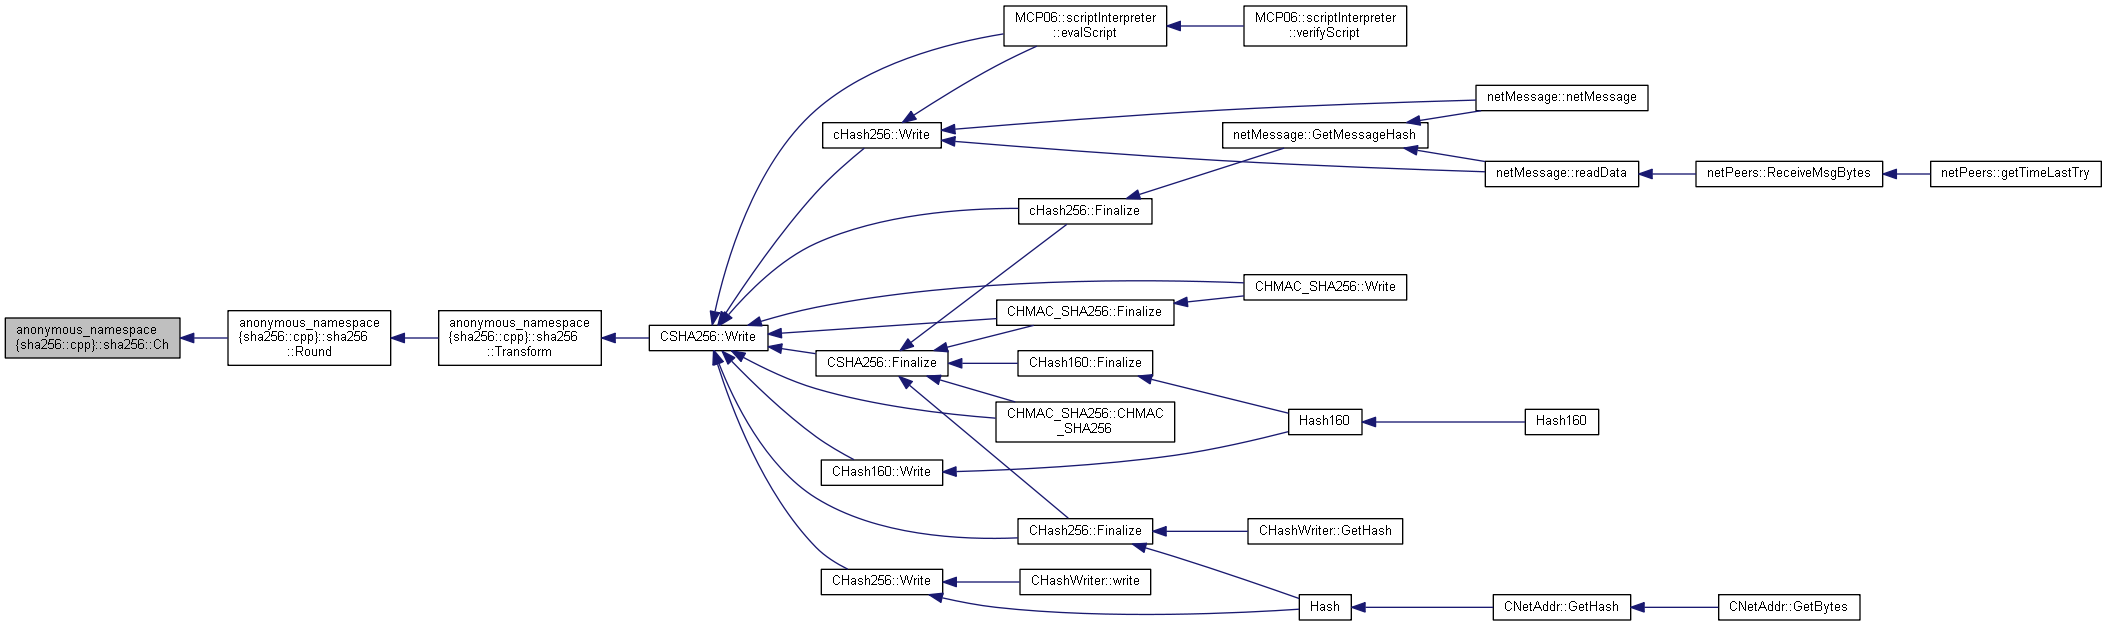 MCP06::scriptInterpreter
::evalScript
MCP06::scriptInterpreter
::verifyScript
netMessage::netMessage
cHash256::Write
netMessage::GetMessageHash
netMessage::readData
netPeers::ReceiveMsgBytes
netPeers::getTimeLastTry
cHash256::Finalize
CHMAC_SHA256::Write
CHMAC_SHA256::Finalize
anonymous_namespace
{sha256::cpp}::sha256::Ch
anonymous_namespace
{sha256::cpp}::sha256
::Round
anonymous_namespace
{sha256::cpp}::sha256
::Transform
CSHA256::Write
CSHA256::Finalize
CHash160::Finalize
CHMAC_SHA256::CHMAC
_SHA256
Hash160
Hash160
CHash160::Write
CHash256::Finalize
CHashWriter::GetHash
CHash256::Write
CHashWriter::write
Hash
CNetAddr::GetHash
CNetAddr::GetBytes